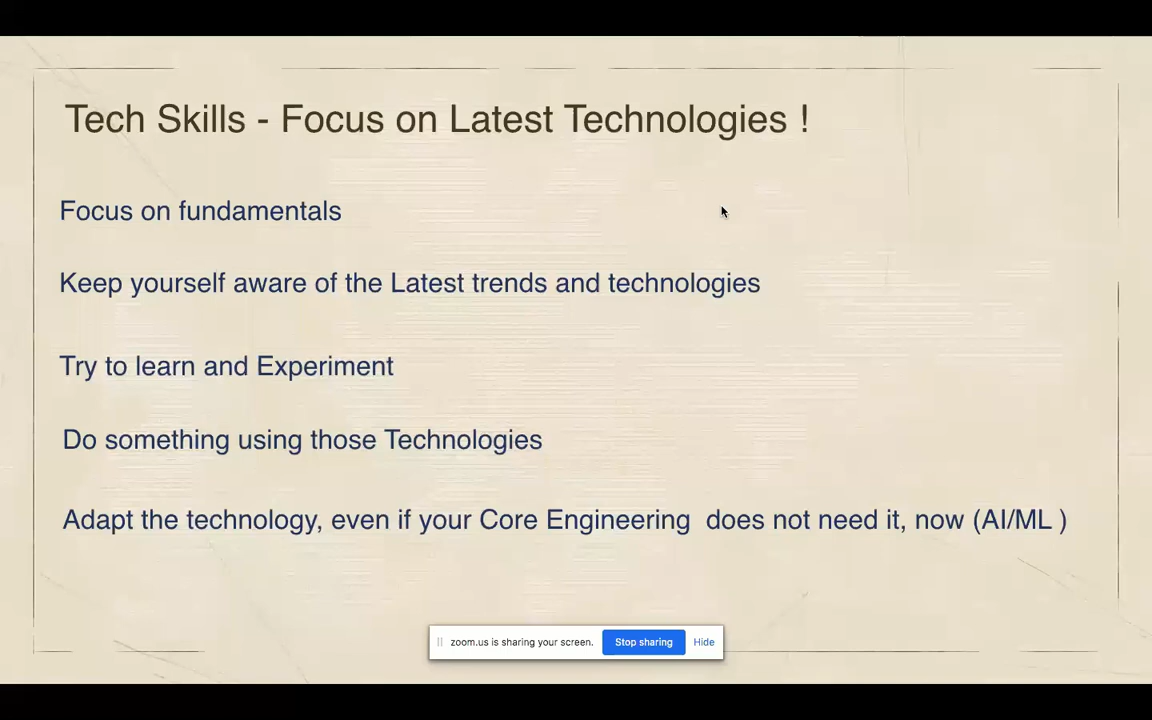 Tech Skills - Focus on Latest Technologies !
Focus on fundamentals
Keep yourself aware of the Latest trends and technologies
Try to learn and Experiment
Do something using those Technologies
Adapt the technology, even if your Core Engineering does not need it, now (AI/ML )
zoom.us is sharing your screen. Stop sharing Hide